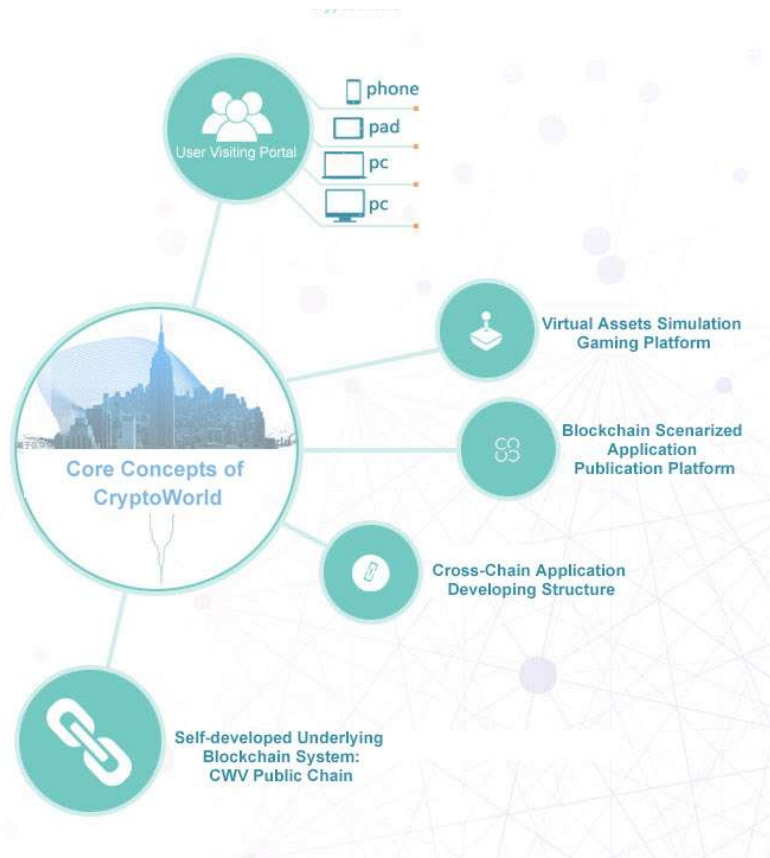 phone
pad
User Visiting Portal
pc
pc
Virtual Assets Simulation
Gaming Platform
Blockchain Scenarized
Application
Publication Platform
Core Concepts of
CryptoWorld
Cross-Chain Application
Developing Structure
Self-developed Underlying
Blockchain System:
CWV Public Chain